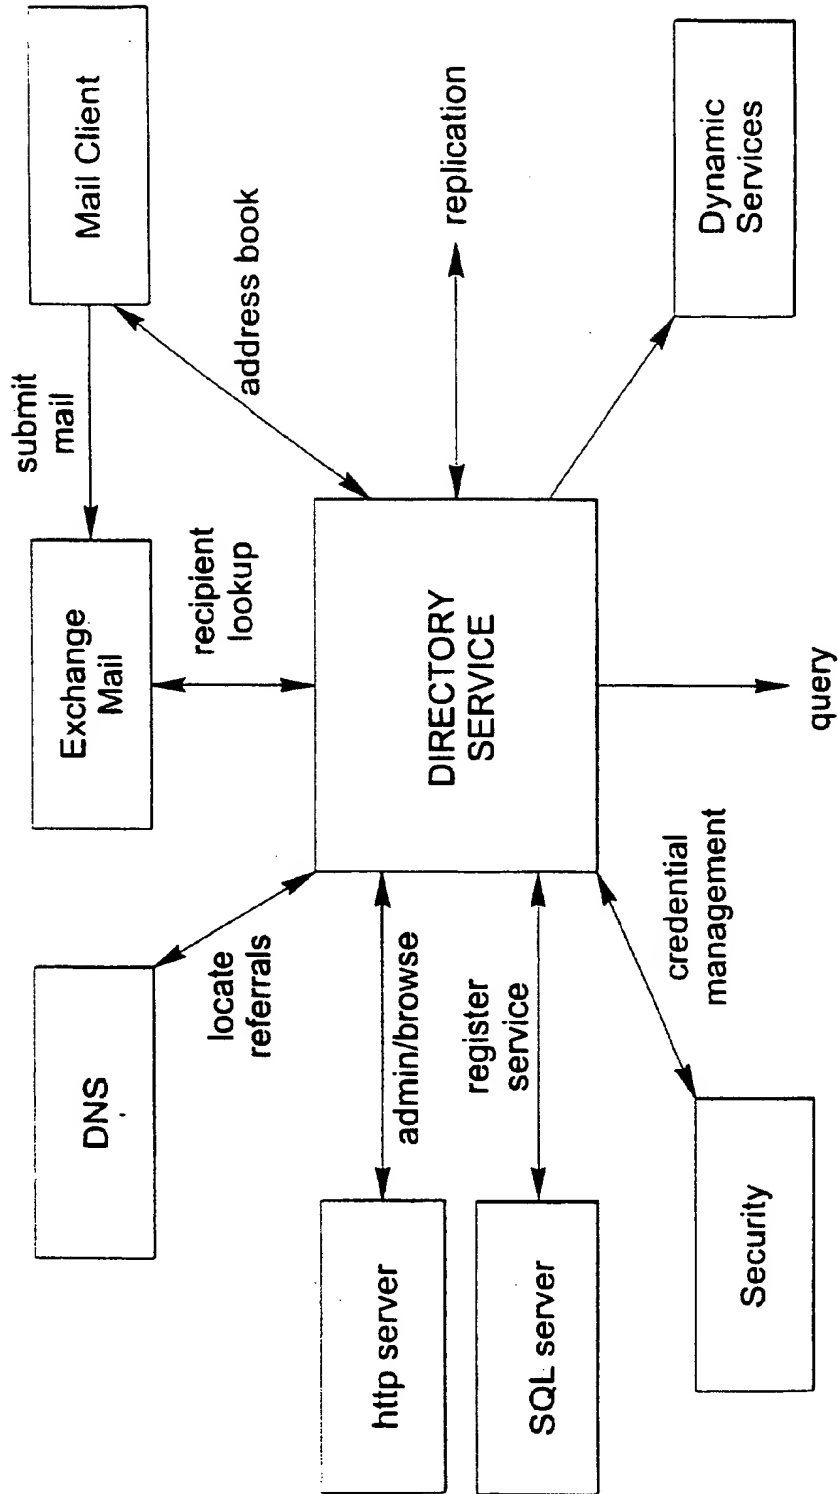 DNS
Exchange
Mail
submit
mail
Mail Client
locate
referrals
recipient
lookup
address book
http server
admin/browse
DIRECTORY
SERVICE
replication
SQL server
register
service
Security
credential
management
query
Dynamic
Services